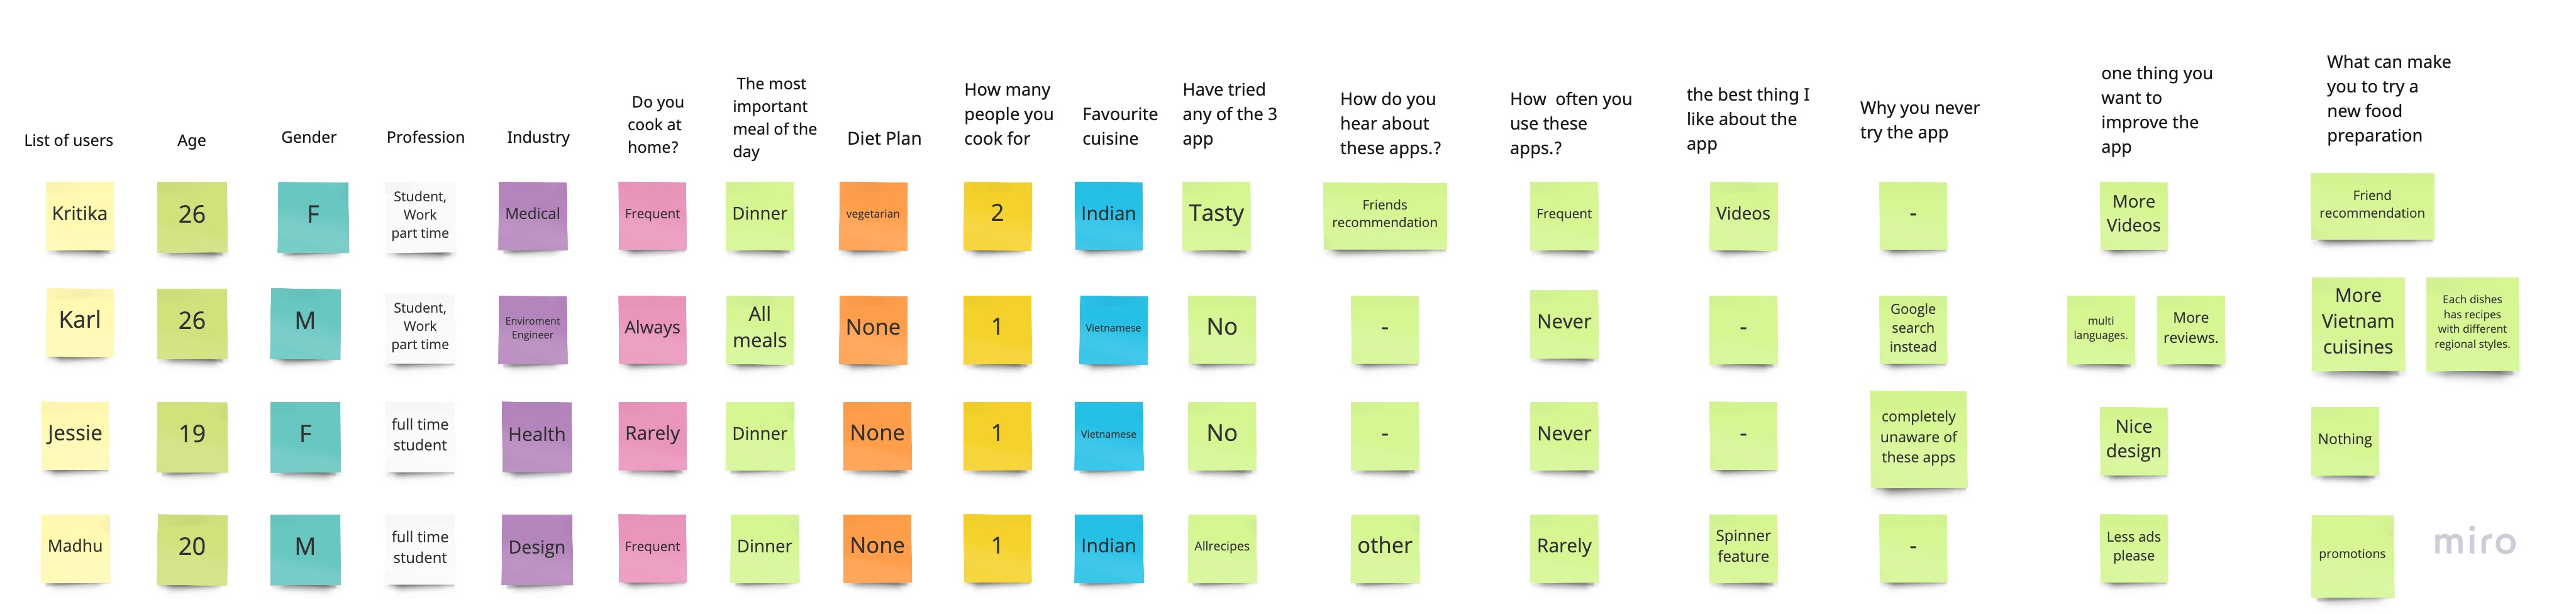 List of users
Age
Gender
Profession
Industry
Do you
cook at
home?
The most
important
meal of the
day
Diet Plan
How many
people you
cook for
Favourite
cuisine
Have tried
any of the 3
app
How do you
hear about
these apps.?
How often you
use these
apps.?
the best thing I
like about the
app
Why you never
try the app
one thing you
want to
improve the
app
What can make
you to try a
new food
preparation
Kritika
26
F
Student,
Work
part time
Medical
Frequent
Dinner
vegetarian
2
Indian
Tasty
Friends
recommendation
Frequent
Videos
-
More
Videos
Friend
recommendation
Karl
26
M
Student,
Work
part time
Enviroment
Engineer
Always
All
meals
None
1
Vietnamese
No
-
Never
-
Google
search
instead
multi
languages.
More
reviews.
More
Vietnam
cuisines
Each dishes
has recipes
with different
regional styles.
Jessie
19
F
full time
student
Health
Rarely
Dinner
None
1
Vietnamese
No
-
Never
-
completely
unaware of
these apps
Nice
design
Nothing
Madhu
20
M
full time
student
Design
Frequent
Dinner
None
1
Indian
Allrecipes
other
Rarely
Spinner
feature
-
Less ads
please
promotions
miro